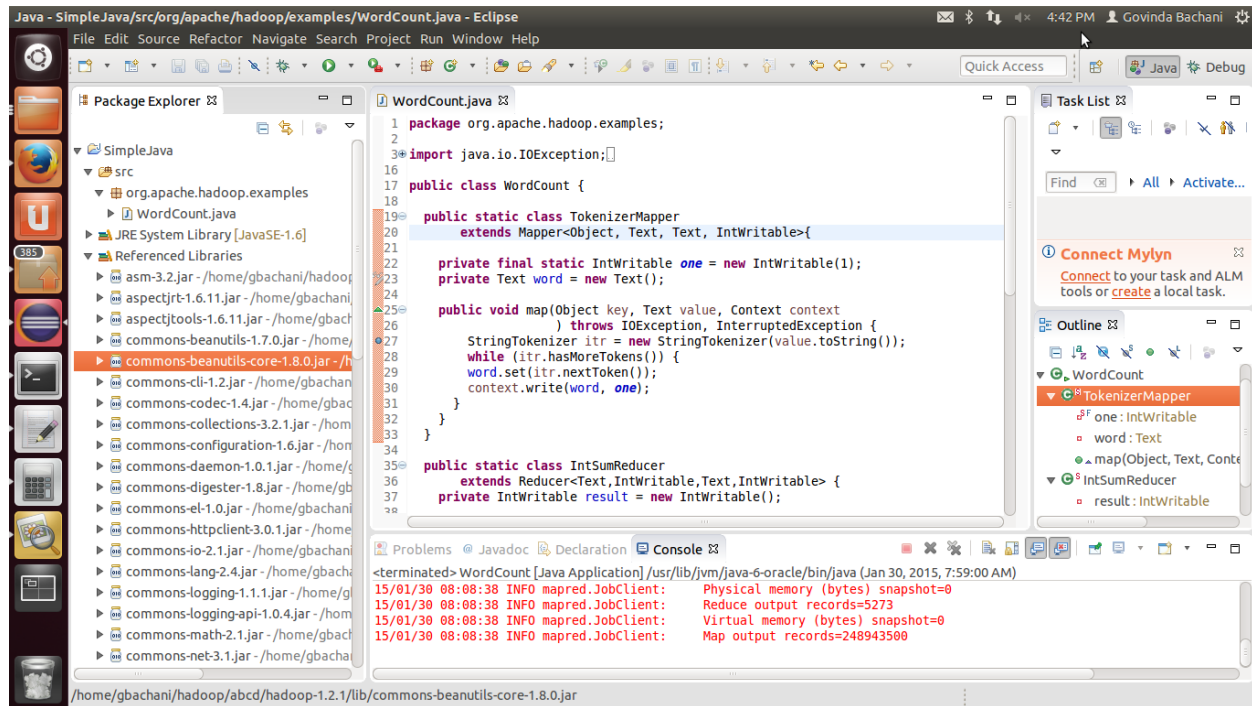 Java - SimpleJava/src/org/apache/hadoop/examples/WordCount.java - Eclipse
4:42 PM Govinda Bachani
File Edit Source Refactor Navigate Search Project Run Window Help
Quick Access
Java
Debug
385
Package Explorer
SimpleJava
src
org.apache.hadoop.examples
WordCount.java
JRE System Library [JavaSE-1.6]
Referenced Libraries
asm-3.2.jar - /home/gbachani/hadoop
aspectjrt-1.6.11.jar - /home/gbachani
aspectjtools-1.6.11.jar - /home/gbach
commons-beanutils-1.7.0.jar - /home/
commons-beanutils-core-1.8.0.jar - /h
commons-cli-1.2.jar - /home/gbachan
commons-codec-1.4.jar - /home/gbac
commons-collections-3.2.1.jar - /hom
commons-configuration-1.6.jar - /hom
commons-daemon-1.0.1.jar - /home/g
commons-digester-1.8.jar - /home/gb
commons-el-1.0.jar - /home/gbachani
commons-httpclient-3.0.1.jar - /home
commons-io-2.1.jar - /home/gbachani
commons-lang-2.4.jar - /home/gbacha
commons-logging-1.1.1.jar - /home/gl
commons-logging-api-1.0.4.jar - /hom
commons-math-2.1.jar - /home/gbach
commons-net-3.1.jar - /home/gbachai
WordCount.java
1 package org.apache.hadoop.examples;
2
3 import java.io.IOException;
16
17 public class WordCount {
18
19 public static class TokenizerMapper
20 extends Mapper<Object, Text, Text, IntWritable>{
21
22 private final static IntWritable one = new IntWritable(1);
23 private Text word = new Text();
24
25 public void map(Object key, Text value, Context context
26 ) throws IOException, InterruptedException {
27 StringTokenizer itr = new StringTokenizer(value.toString());
28 while (itr.hasMoreTokens()) {
29 word.set(itr.nextToken());
30 context.write(word, one);
31 }
32 }
33 }
34
35 public static class IntSumReducer
36 extends Reducer<Text,IntWritable,Text,IntWritable> {
37 private IntWritable result = new IntWritable();
38
Task List
Find
All
Activate...
Connect Mylyn
Connect to your task and ALM
tools or create a local task.
Outline
WordCount
TokenizerMapper
one : IntWritable
word : Text
map(Object, Text, Conte
IntSumReducer
result : IntWritable
Problems @ Javadoc Declaration Console
<terminated> WordCount [Java Application] /usr/lib/jvm/java-6-oracle/bin/java (Jan 30, 2015, 7:59:00 AM)
15/01/30 08:08:38 INFO mapred.JobClient: Physical memory (bytes) snapshot=0
15/01/30 08:08:38 INFO mapred.JobClient: Reduce output records=5273
15/01/30 08:08:38 INFO mapred.JobClient: Virtual memory (bytes) snapshot=0
15/01/30 08:08:38 INFO mapred.JobClient: Map output records=248943500
/home/gbachani/hadoop/abcd/hadoop-1.2.1/lib/commons-beanutils-core-1.8.0.jar